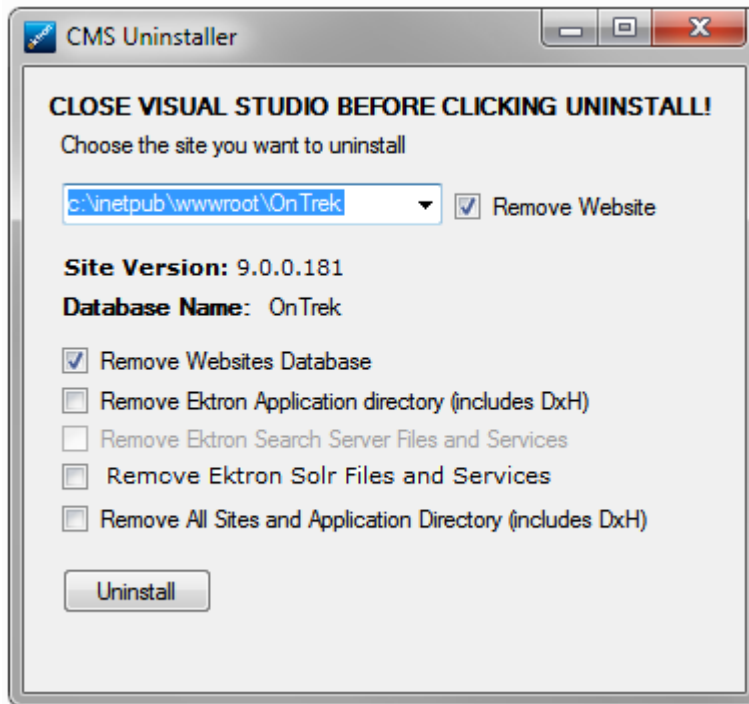 CMS Uninstaller
CLOSE VISUAL STUDIO BEFORE CLICKING UNINSTALL!
Choose the site you want to uninstall
c:\inetpub\wwwroot\OnTrek Remove Website
Site Version: 9.0.0.181
Database Name: OnTrek
Remove Websites Database
Remove Ektron Application directory (includes DxH)
Remove Ektron Search Server Files and Services
Remove Ektron Solr Files and Services
Remove All Sites and Application Directory (includes DxH)
Uninstall